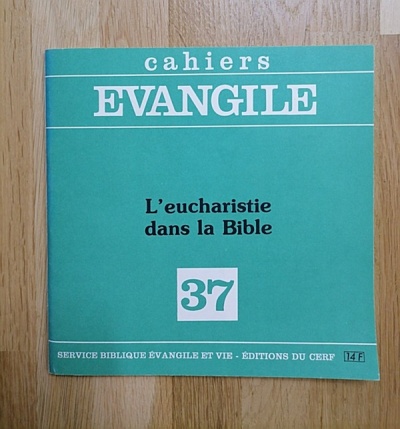 cahiers
EVANGILE
L'eucharistie
dans la Bible
37
SERVICE BIBLIQUE ÉVANGILE ET VIE - ÉDITIONS DU CERF 14 F